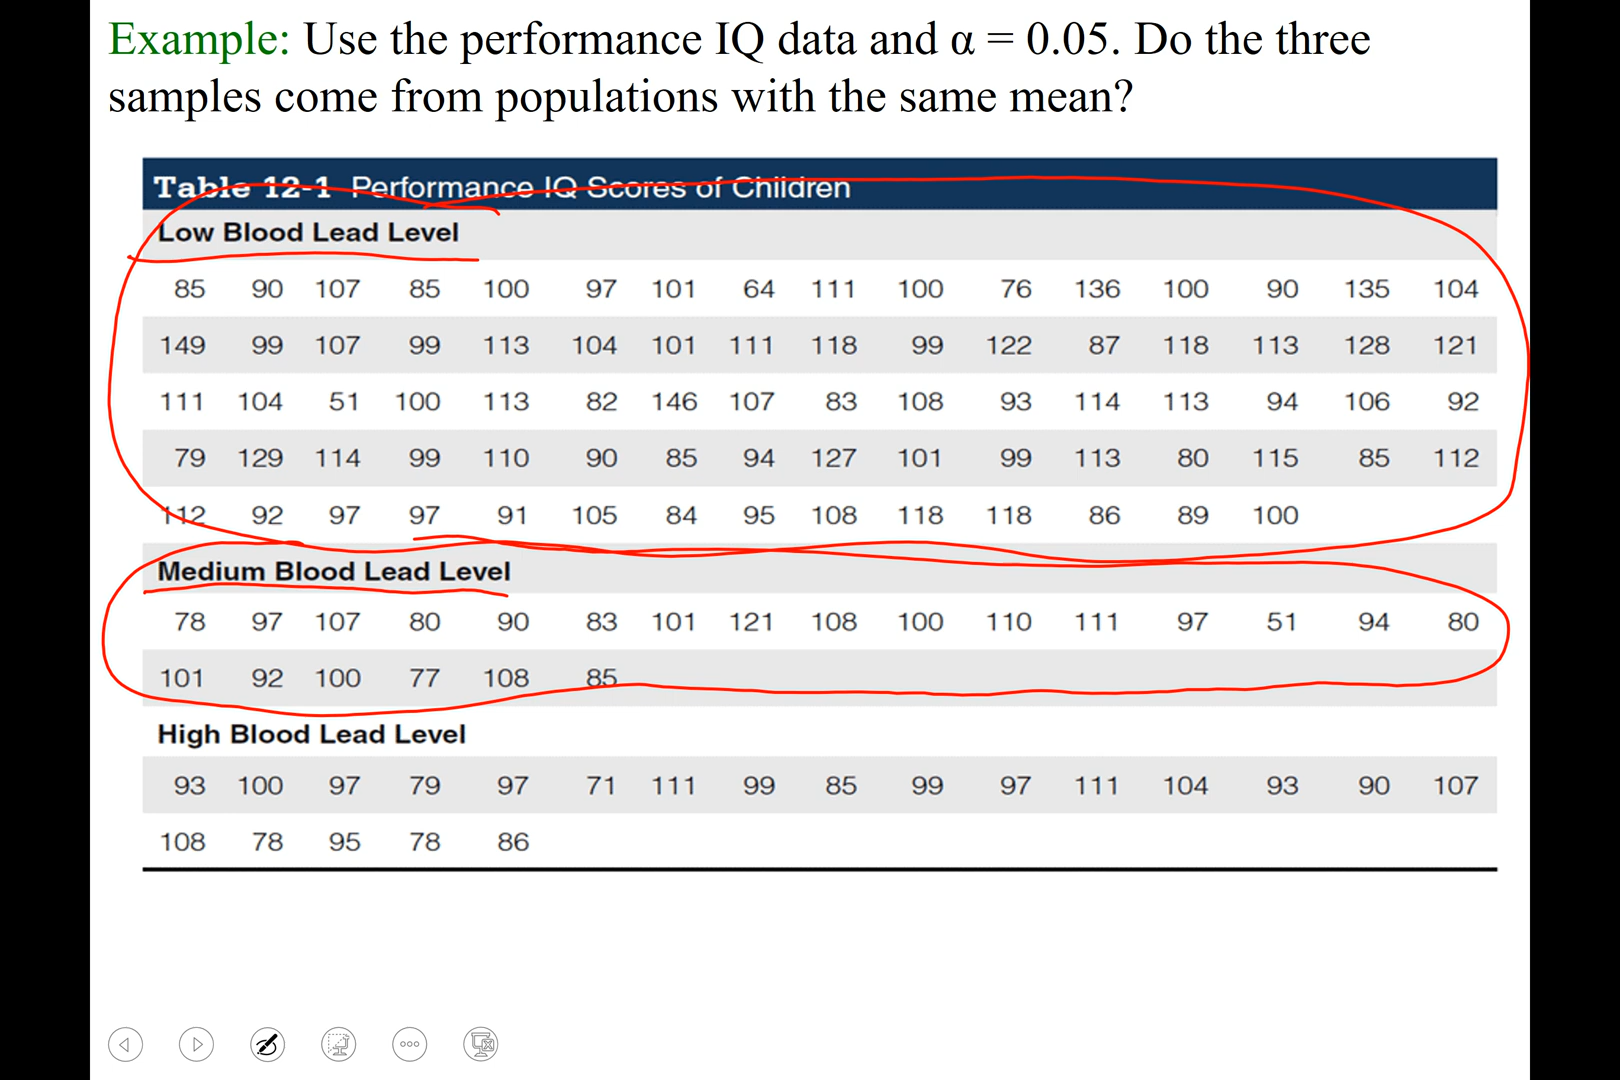 Example: Use the performance IQ data and α = 0.05. Do the three
samples come from populations with the same mean?
Table 12-1 Performance IQ Scores of Children
Low Blood Lead Level
85 90 107 85 100 97 101 64 111 100 76 136 100 90 135 104
149 99 107 99 113 104 101 111 118 99 122 87 118 113 128 121
111 104 51 100 113 82 146 107 83 108 93 114 113 94 106 92
79 129 114 99 110 90 85 94 127 101 99 113 80 115 85 112
112 92 97 97 91 105 84 95 108 118 118 86 89 100
Medium Blood Lead Level
78 97 107 80 90 83 101 121 108 100 110 111 97 51 94 80
101 92 100 77 108 85
High Blood Lead Level
93 100 97 79 97 71 111 99 85 99 97 111 104 93 90 107
108 78 95 78 86